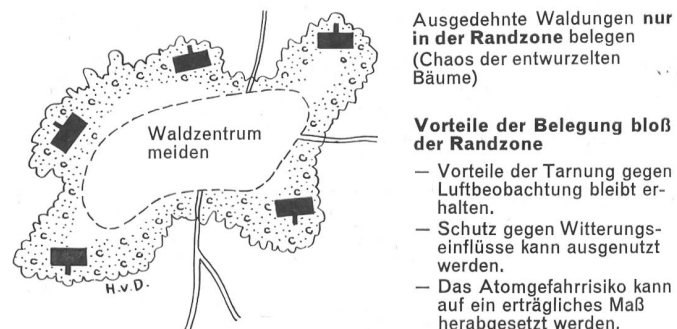 Waldzentrum
meiden
H.v.D.
Ausgedehnte Waldungen nur
in der Randzone belegen
(Chaos der entwurzelten
Bäume)
Vorteile der Belegung bloß
der Randzone
— Vorteile der Tarnung gegen
Luftbeobachtung bleibt er-
halten.
— Schutz gegen Witterungs-
einflüsse kann ausgenutzt
werden.
— Das Atomgefahrrisiko kann
auf ein erträgliches Maß
herabgesetzt werden.